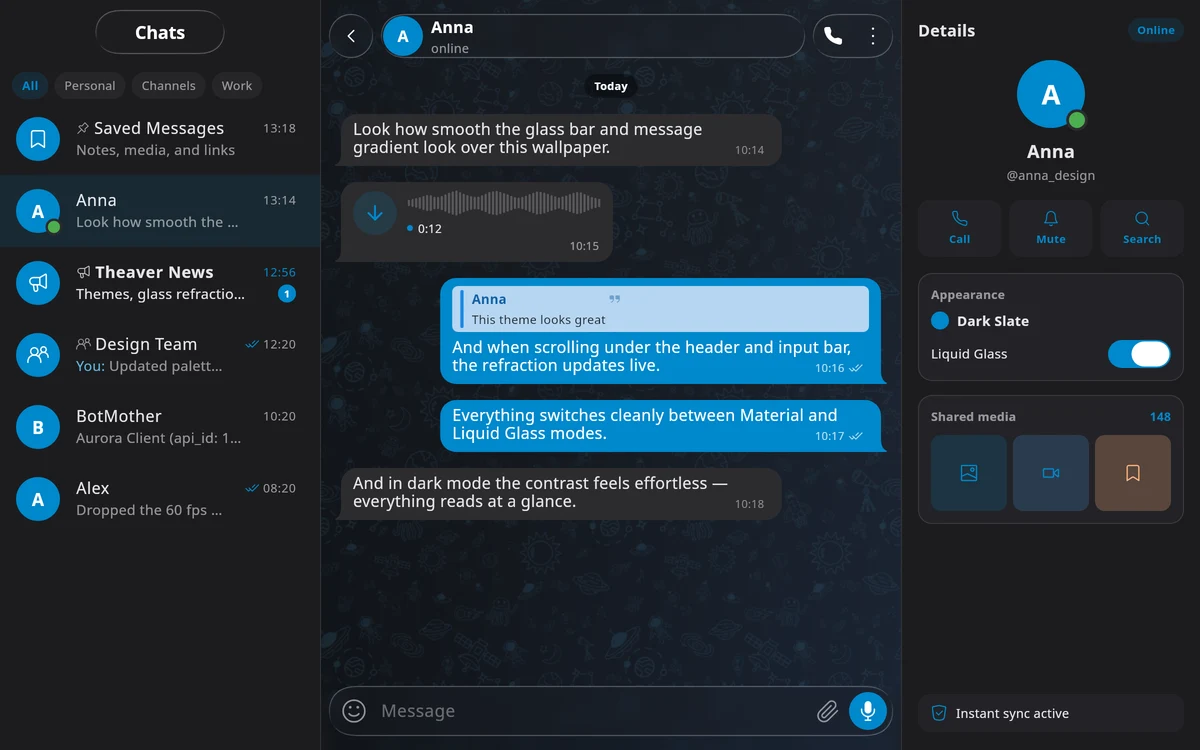 Chats
All
Personal
Channels
Work
Saved Messages
13:18
Notes, media, and links
A
Anna
13:14
Look how smooth the ...
Theaver News
12:56
Themes, glass refractio...
1
Design Team
12:20
You: Updated palett...
B
BotMother
10:20
Aurora Client (api_id: 1...
A
Alex
08:20
Dropped the 60 fps ...
A
Anna
online
Today
Look how smooth the glass bar and message
gradient look over this wallpaper.
10:14
0:12
10:15
Anna
This theme looks great
And when scrolling under the header and input bar,
the refraction updates live.
10:16
Everything switches cleanly between Material and
Liquid Glass modes.
10:17
And in dark mode the contrast feels effortless —
everything reads at a glance.
10:18
Message
Details
Online
A
Anna
@anna_design
Call
Mute
Search
Appearance
Dark Slate
Liquid Glass
Shared media
148
Instant sync active